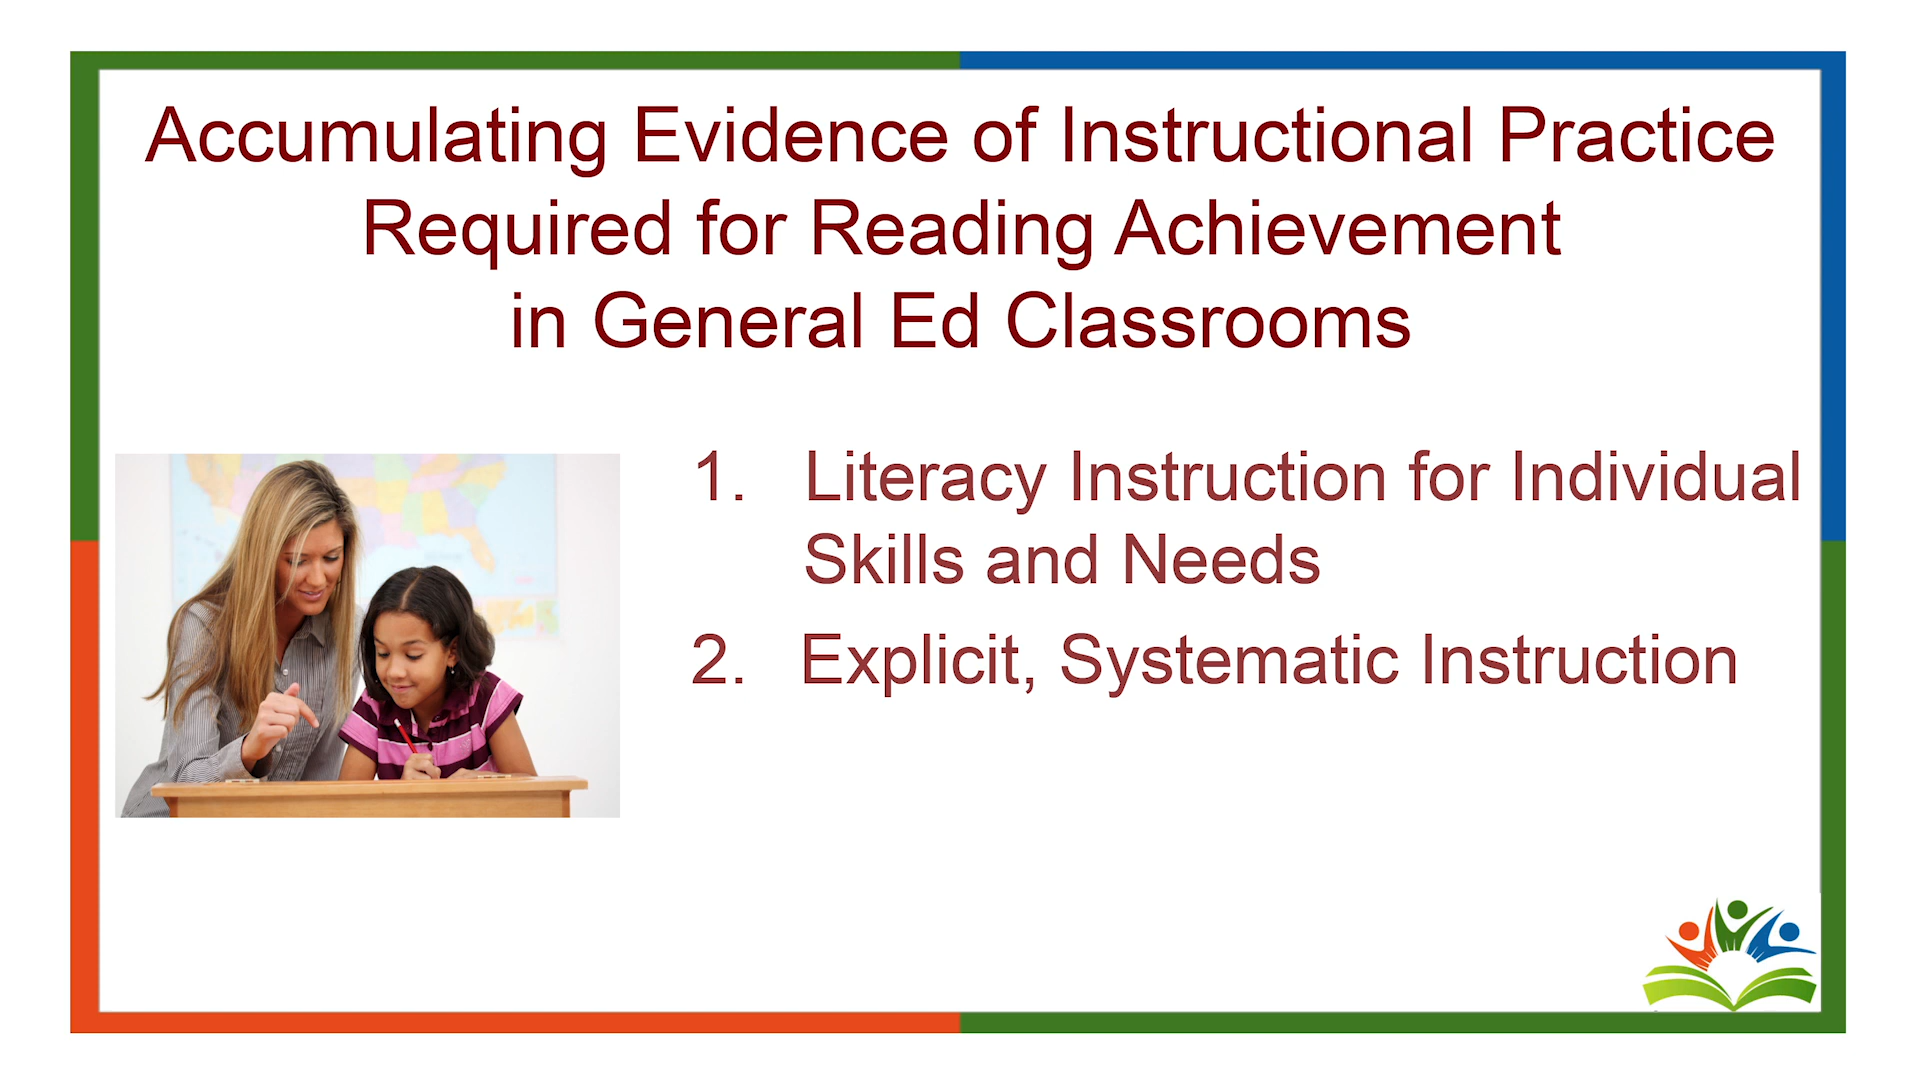 Accumulating Evidence of Instructional Practice
Required for Reading Achievement
in General Ed Classrooms
1. Literacy Instruction for Individual
Skills and Needs
2. Explicit, Systematic Instruction